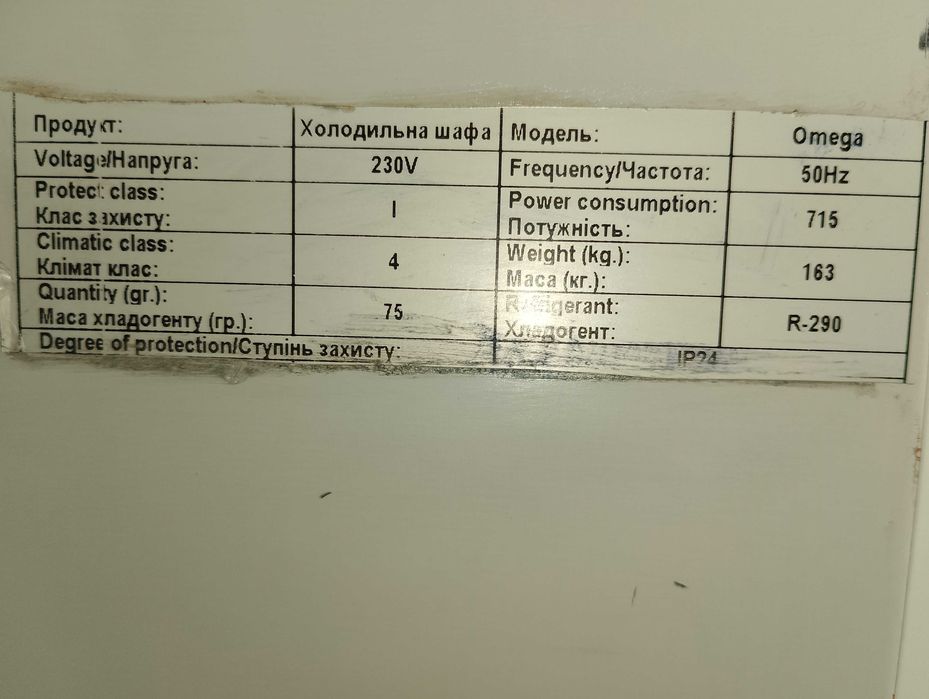 Продукт: Холодильна шафа Модель: Omega
Voltage/Напруга: 230V Frequency/Частота: 50Hz
Protect class: I Power consumption: 715
Клас захисту: Потужність:
Climatic class: 4 Weight (kg.): 163
Клімат клас: Маса (кг.):
Quantity (gr.): 75 Refrigerant: R-290
Маса хладогенту (гр.): Хладогент:
Degree of protection/Ступінь захисту: IP24